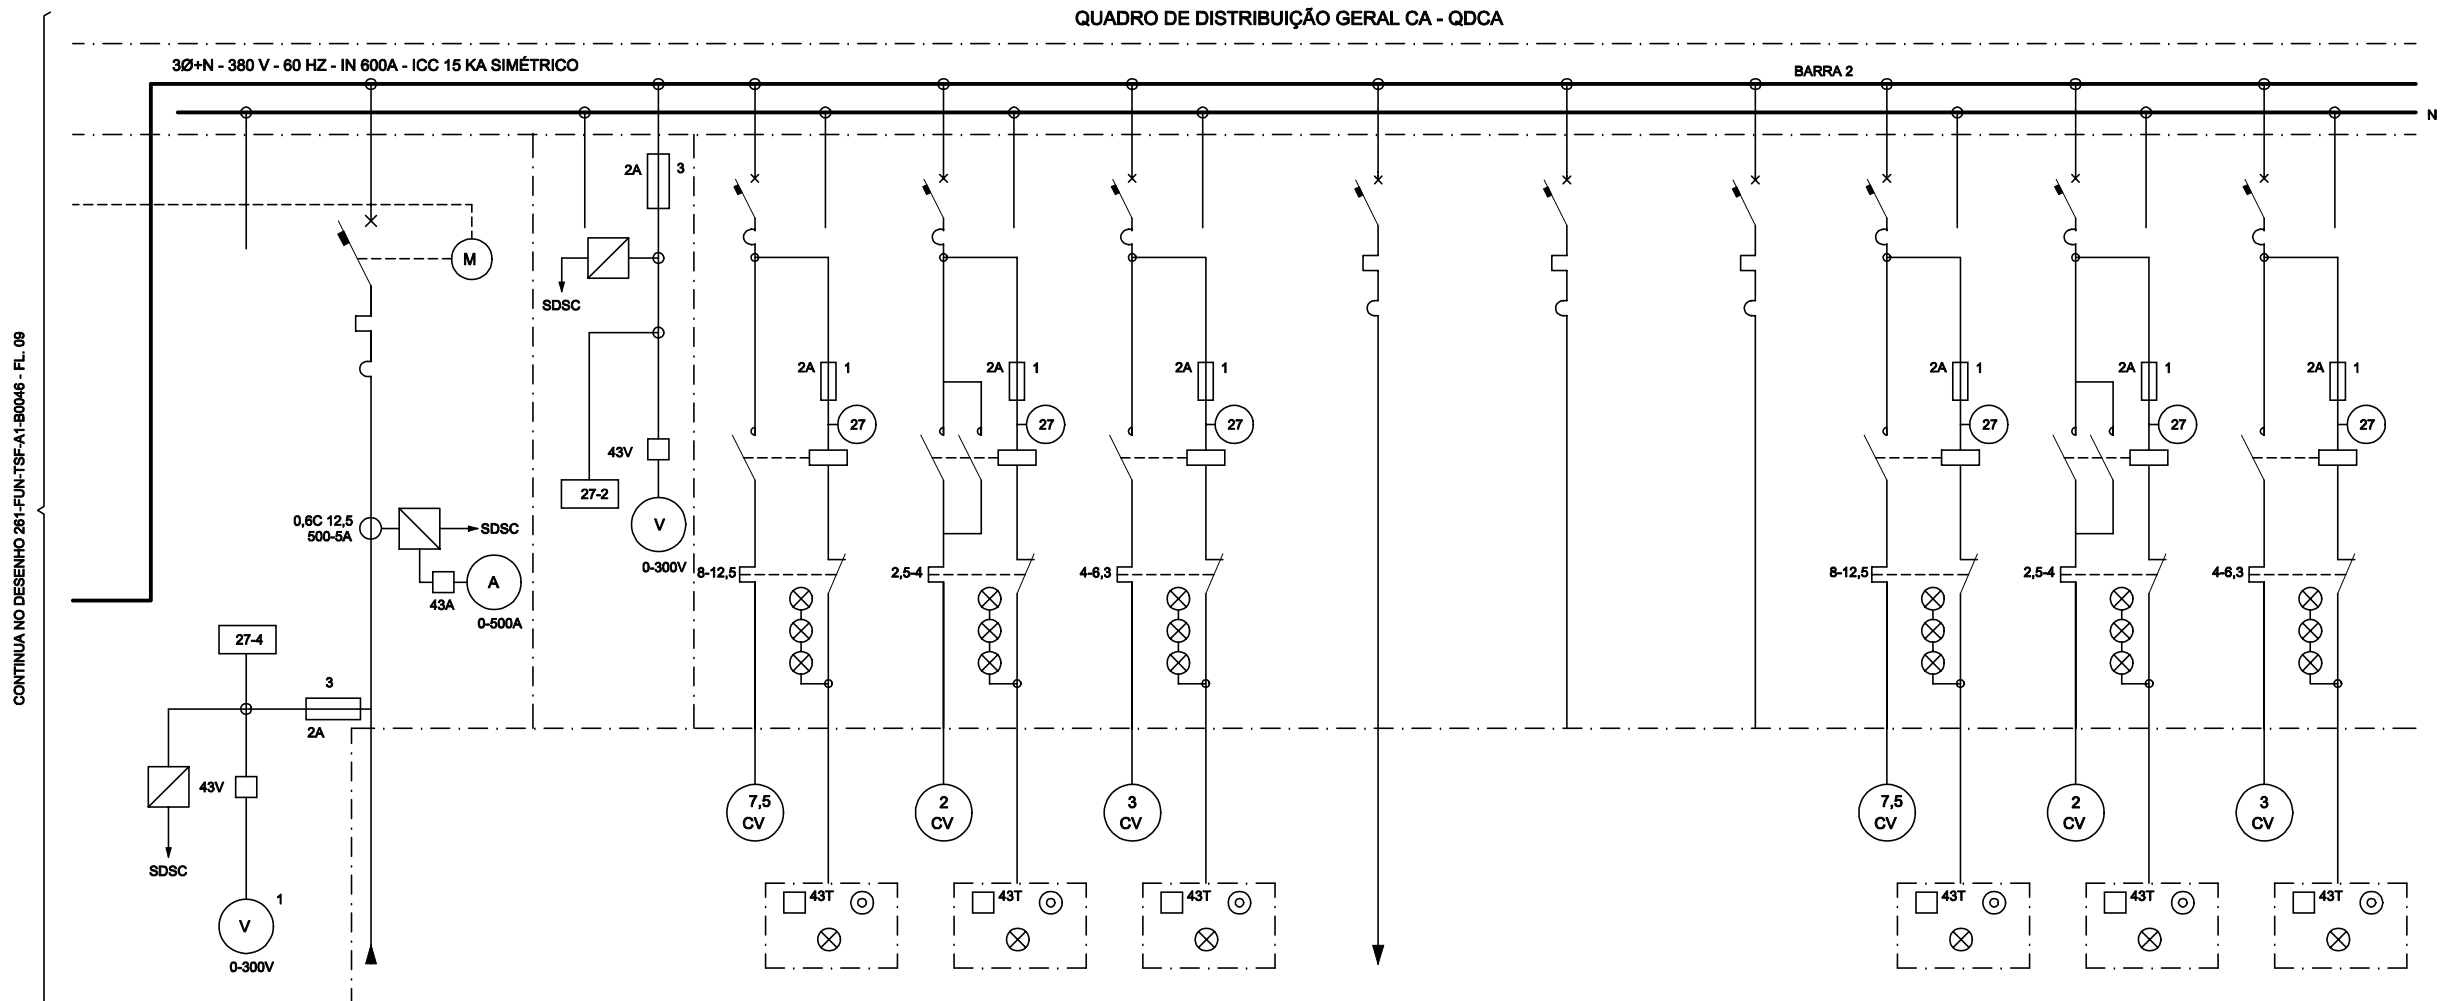 QUADRO DE DISTRIBUIÇÃO GERAL CA - QDCA
3Ø+N - 380 V - 60 HZ - IN 600A - ICC 15 KA SIMÉTRICO
BARRA 2
N
CONTINUA NO DESENHO 261-FUN-TSF-A1-B0046 - FL. 09
2A 3
M
SDSC
2A 1
2A 1
2A 1
2A 1
2A 1
2A 1
27
27
27
27
27
27
43V
27-2
V
0-300V
0,6C 12,5
500-5A
SDSC
A
43A
0-500A
8-12,5
2,5-4
4-6,3
8-12,5
2,5-4
4-6,3
27-4
3
2A
43V
SDSC
1
V
0-300V
7,5
CV
2
CV
3
CV
7,5
CV
2
CV
3
CV
43T
43T
43T
43T
43T
43T